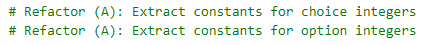 # Refactor (A): Extract constants for choice integers
# Refactor (A): Extract constants for option integers